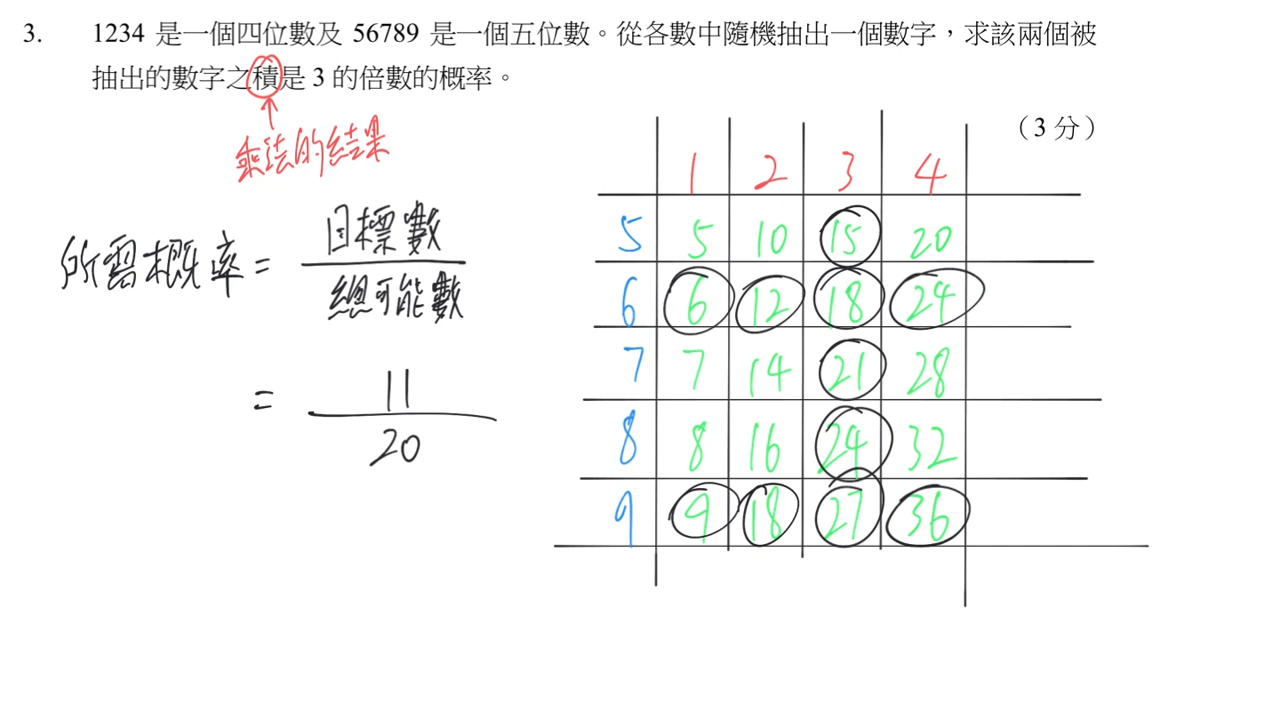 3. 1234 是一個四位數及 56789 是一個五位數。從各數中隨機抽出一個數字，求該兩個被
抽出的數字之積是 3 的倍數的概率。
（3 分）
乘法的結果
所需概率 = 目標數 / 總可能數
= 11 / 20
1 2 3 4
5 5 10 15 20
6 6 12 18 24
7 7 14 21 28
8 8 16 24 32
9 9 18 27 36